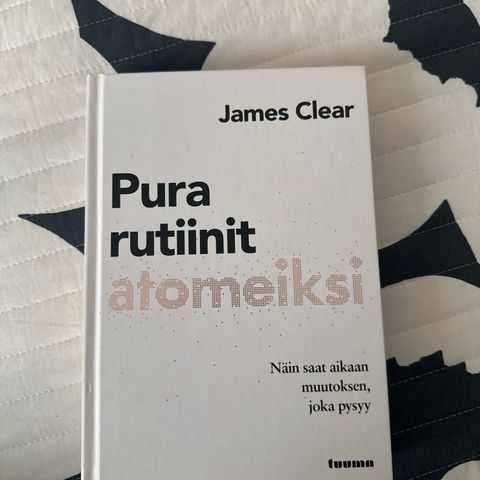 James Clear
Pura
rutiinit
atomeiksi
Näin saat aikaan
muutoksen,
joka pysyy
tuuma